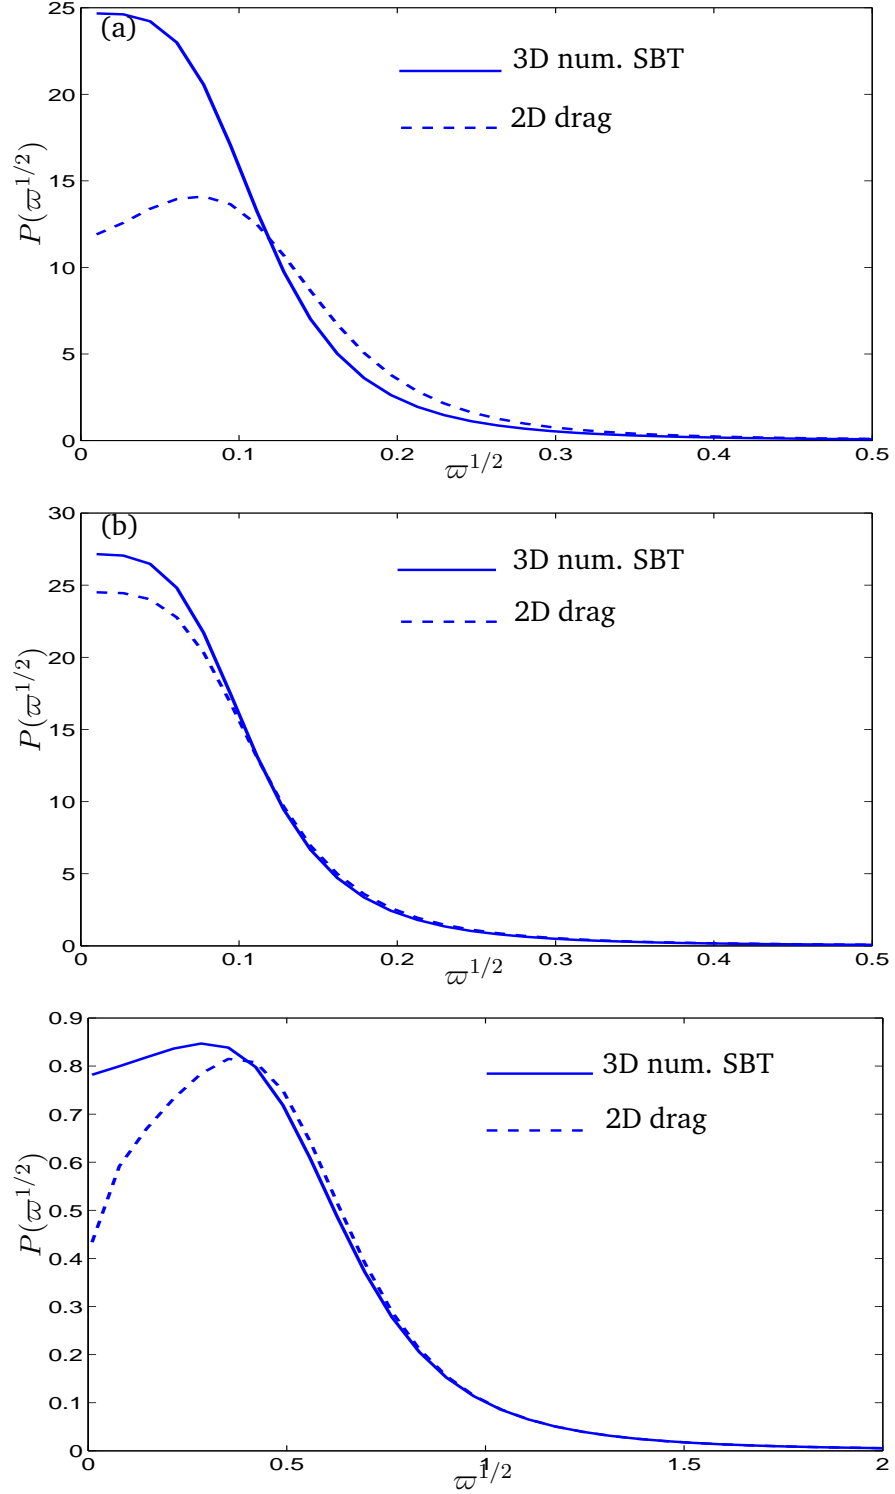 25
(a)
3D num. SBT
20
2D drag
15
P(ϖ^{1/2})
10
5
0
0 0.1 0.2 0.3 0.4 0.5
ϖ^{1/2}
30
(b)
3D num. SBT
25
2D drag
20
P(ϖ^{1/2})
15
10
5
0
0 0.1 0.2 0.3 0.4 0.5
ϖ^{1/2}
0.9
3D num. SBT
0.8
2D drag
0.7
0.6
0.5
P(ϖ^{1/2})
0.4
0.3
0.2
0.1
0
0 0.5 1 1.5 2
ϖ^{1/2}